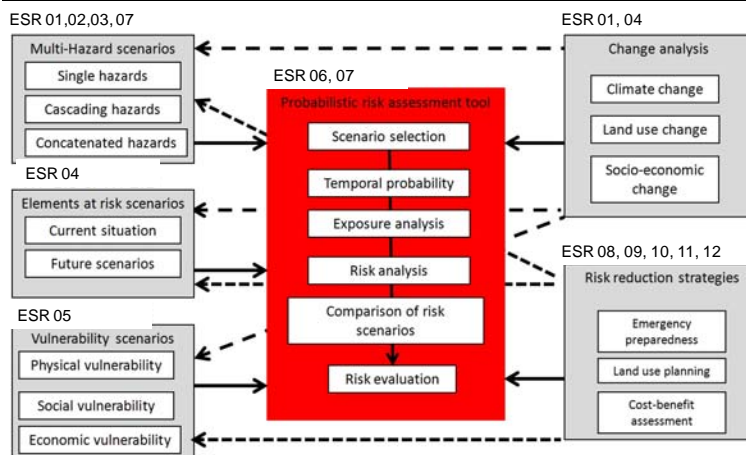 ESR 01,02,03, 07
Multi-Hazard scenarios
Single hazards
Cascading hazards
Concatenated hazards
ESR 04
Elements at risk scenarios
Current situation
Future scenarios
ESR 05
Vulnerability scenarios
Physical vulnerability
Social vulnerability
Economic vulnerability
ESR 06, 07
Probabilistic risk assessment tool
Scenario selection
Temporal probability
Exposure analysis
Risk analysis
Comparison of risk
scenarios
Risk evaluation
ESR 01, 04
Change analysis
Climate change
Land use change
Socio-economic
change
ESR 08, 09, 10, 11, 12
Risk reduction strategies
Emergency
preparedness
Land use planning
Cost-benefit
assessment